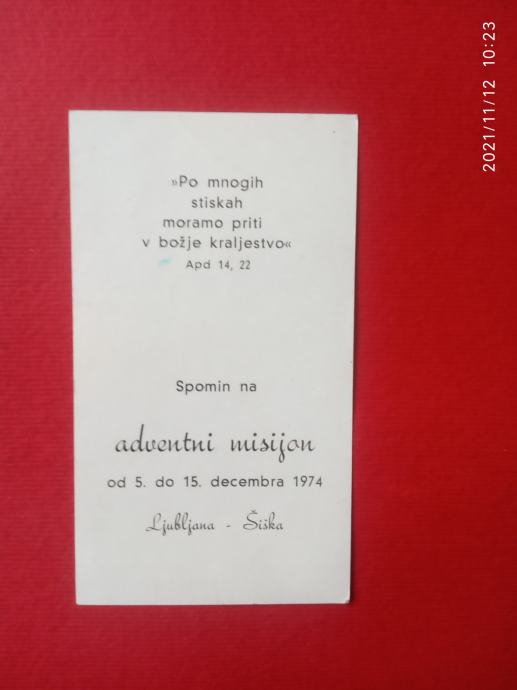 »Po mnogih
stiskah
moramo priti
v božje kraljestvo«
Apd 14, 22
Spomin na
adventni misijon
od 5. do 15. decembra 1974
Ljubljana - Šiška
2021/11/12 10:23